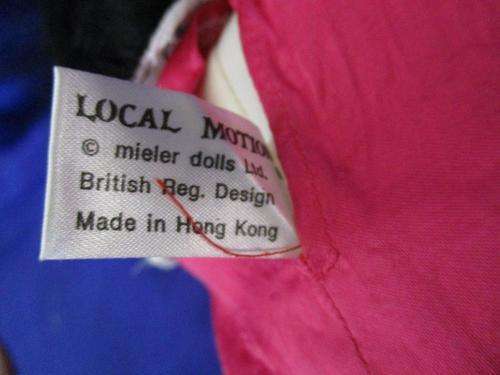 LOCAL MOTION
© mieler dolls Ltd.
British Reg. Design
Made in Hong Kong